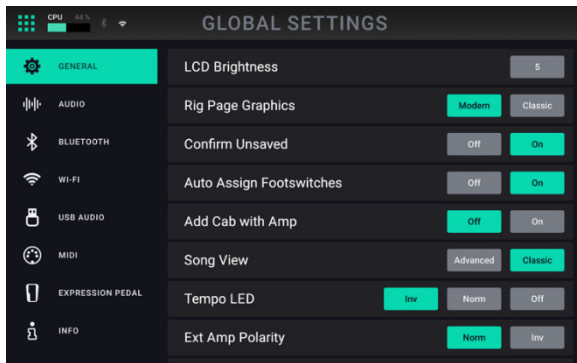 CPU 44 % GLOBAL SETTINGS
GENERAL
AUDIO
BLUETOOTH
WI-FI
USB AUDIO
MIDI
EXPRESSION PEDAL
INFO
LCD Brightness 5
Rig Page Graphics Modern Classic
Confirm Unsaved Off On
Auto Assign Footswitches Off On
Add Cab with Amp Off On
Song View Advanced Classic
Tempo LED Inv Norm Off
Ext Amp Polarity Norm Inv